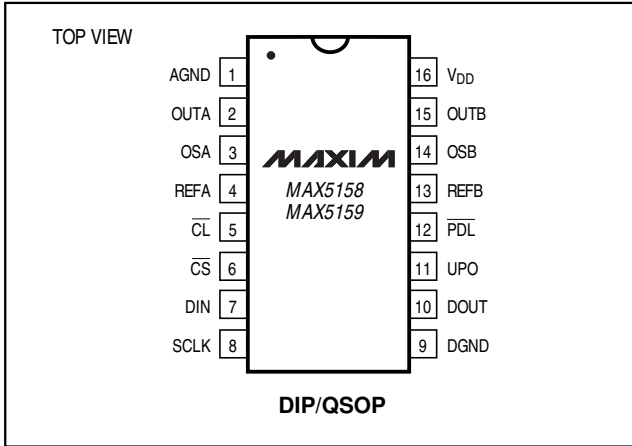 TOP VIEW
AGND 1
OUTA 2
OSA 3
REFA 4
CL 5
CS 6
DIN 7
SCLK 8
MAXIM
MAX5158
MAX5159
16 VDD
15 OUTB
14 OSB
13 REFB
12 PDL
11 UPO
10 DOUT
9 DGND
DIP/QSOP